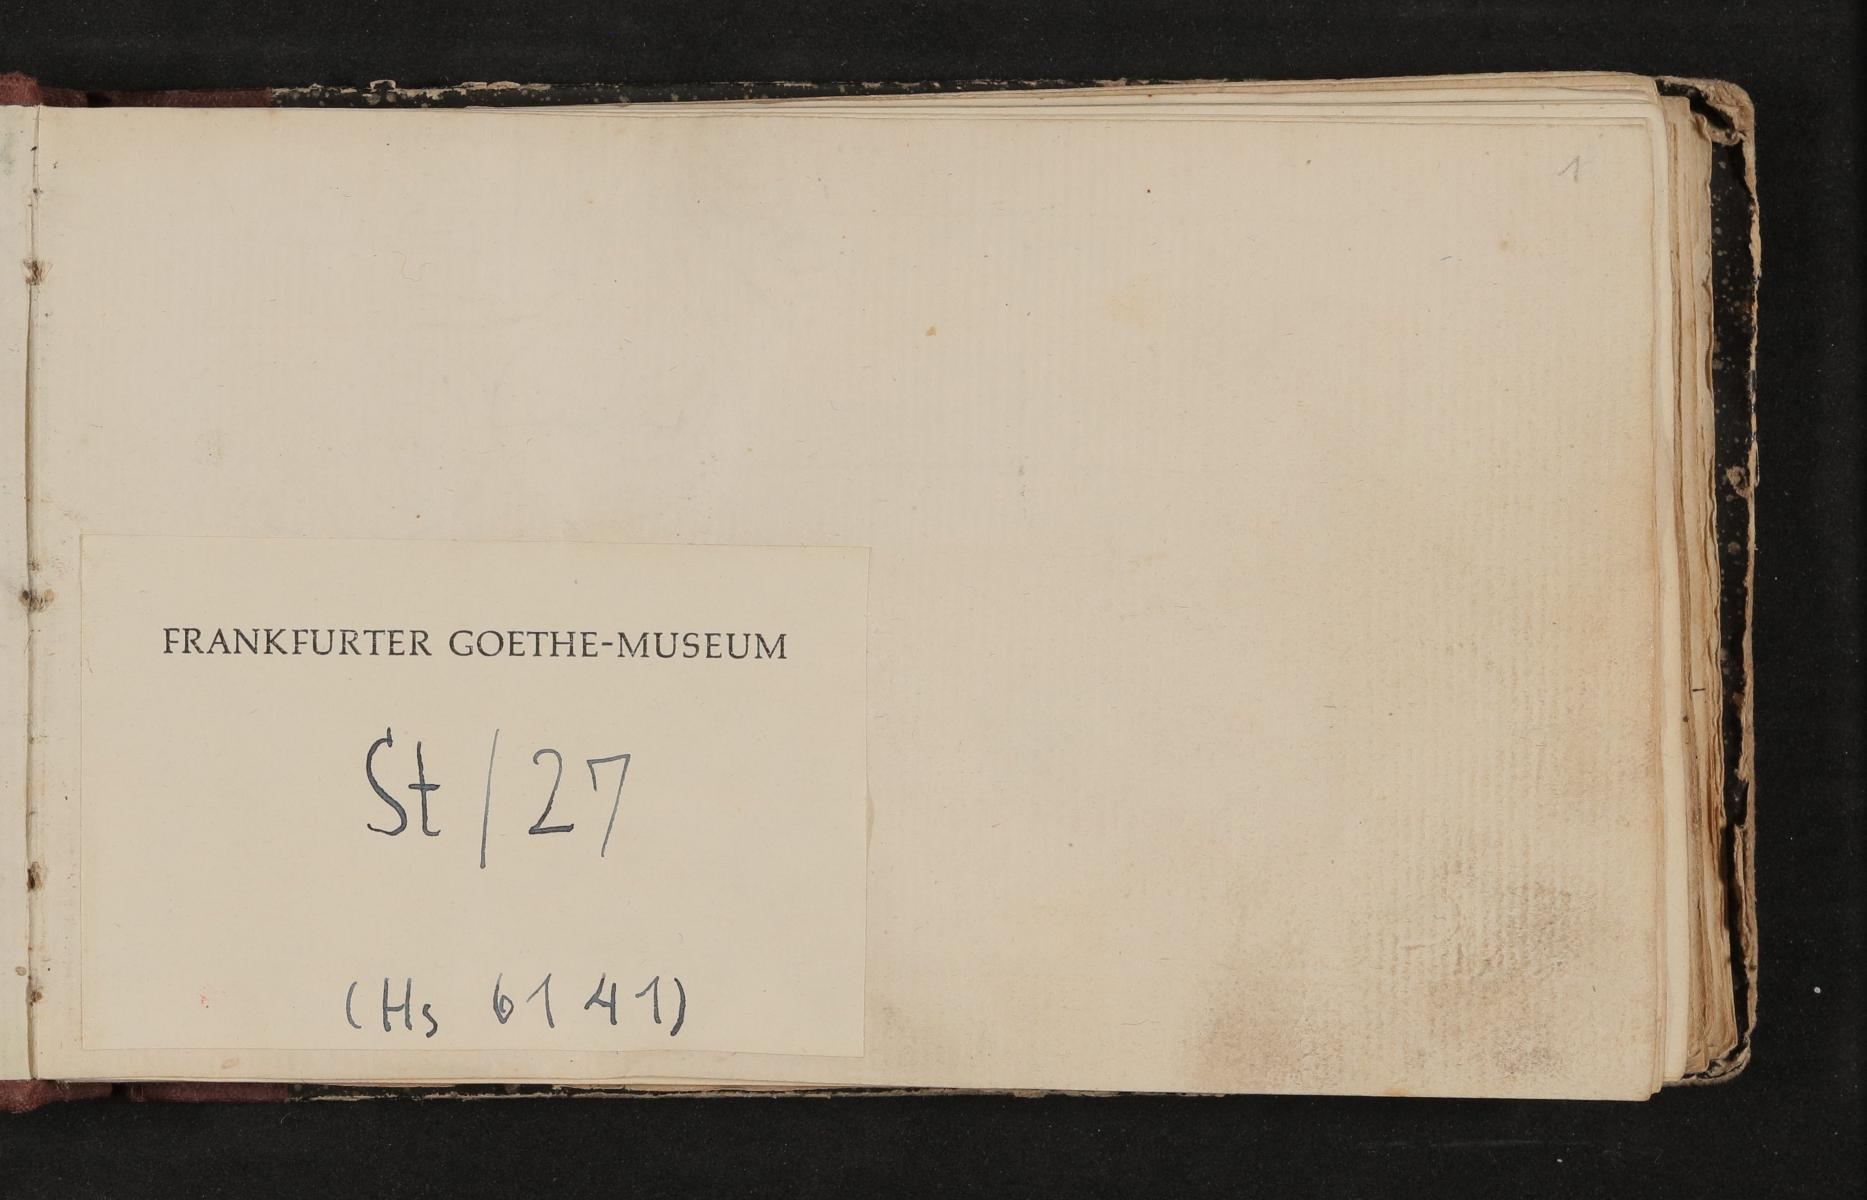 1
FRANKFURTER GOETHE-MUSEUM
St/27
(Hs 6141)